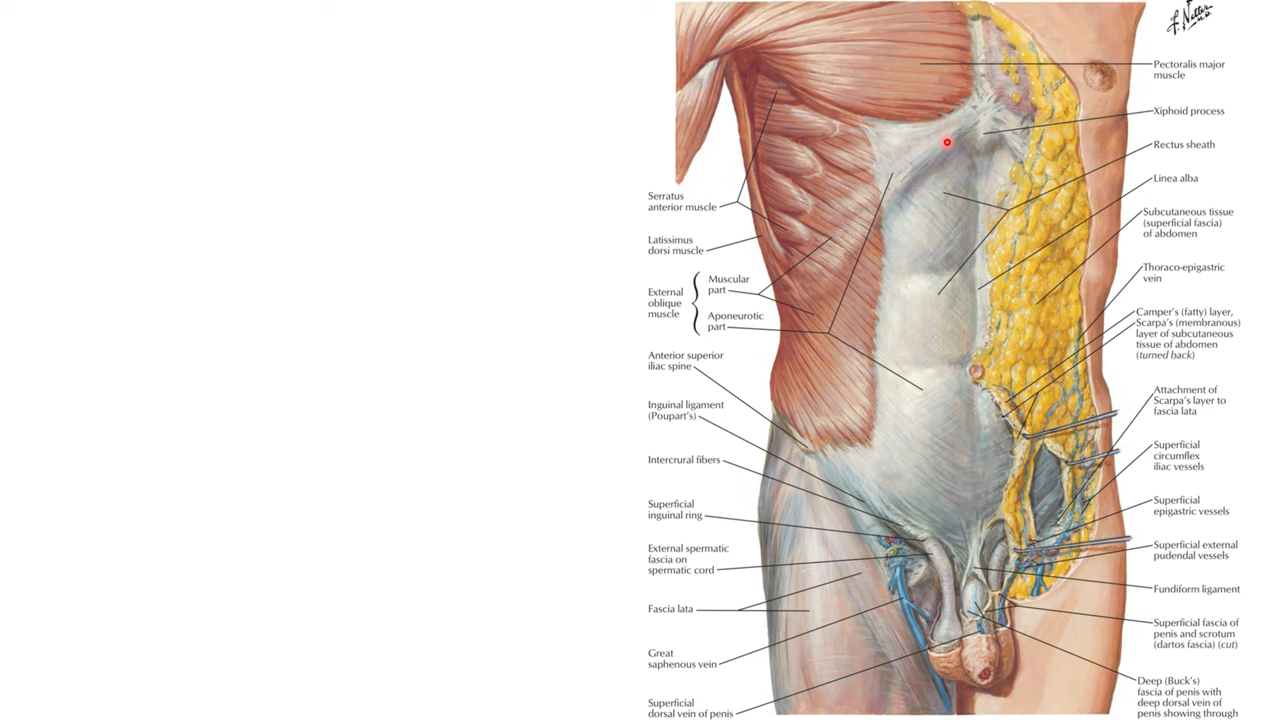 F. Netter
M.D.
Pectoralis major
muscle
Xiphoid process
Rectus sheath
Linea alba
Subcutaneous tissue
(superficial fascia)
of abdomen
Thoraco-epigastric
vein
Camper's (fatty) layer,
Scarpa's (membranous)
layer of subcutaneous
tissue of abdomen
(turned back)
Attachment of
Scarpa's layer to
fascia lata
Superficial
circumflex
iliac vessels
Superficial
epigastric vessels
Superficial external
pudendal vessels
Fundiform ligament
Superficial fascia of
penis and scrotum
(dartos fascia) (cut)
Deep (Buck's)
fascia of penis with
deep dorsal vein of
penis showing through
Serratus
anterior muscle
Latissimus
dorsi muscle
External
oblique
muscle
Muscular
part
Aponeurotic
part
Anterior superior
iliac spine
Inguinal ligament
(Poupart's)
Intercrural fibers
Superficial
inguinal ring
External spermatic
fascia on
spermatic cord
Fascia lata
Great
saphenous vein
Superficial
dorsal vein of penis